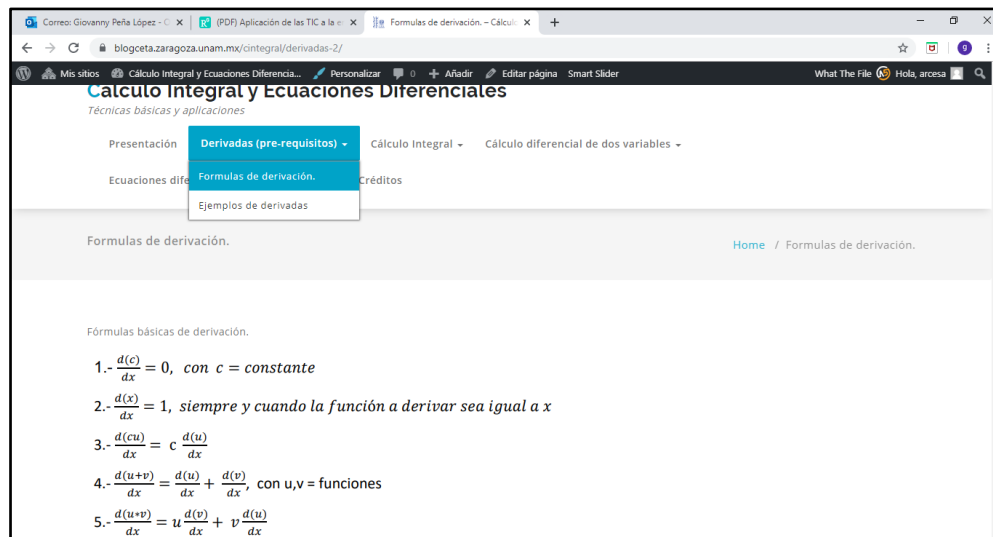 Correo: Giovanny Peña López - O
(PDF) Aplicación de las TIC a la e
Formulas de derivación. – Cálculo
blogceta.zaragoza.unam.mx/cintegral/derivadas-2/
g
Mis sitios Cálculo Integral y Ecuaciones Diferencia... Personalizar 0 Añadir Editar página Smart Slider What The File Hola, arcesa
Cálculo Integral y Ecuaciones Diferenciales
Técnicas básicas y aplicaciones
Presentación Derivadas (pre-requisitos) Cálculo Integral Cálculo diferencial de dos variables
Ecuaciones dife Formulas de derivación. Créditos
Ejemplos de derivadas
Formulas de derivación. Home / Formulas de derivación.
Fórmulas básicas de derivación.
1.- d(c)/dx = 0, con c = constante
2.- d(x)/dx = 1, siempre y cuando la función a derivar sea igual a x
3.- d(cu)/dx = c d(u)/dx
4.- d(u+v)/dx = d(u)/dx + d(v)/dx, con u,v = funciones
5.- d(u*v)/dx = u d(v)/dx + v d(u)/dx